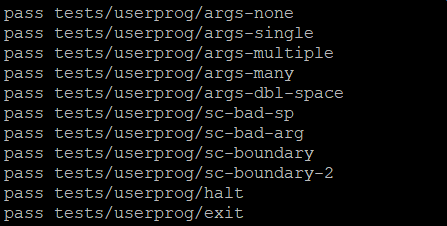 pass tests/userprog/args-none
pass tests/userprog/args-single
pass tests/userprog/args-multiple
pass tests/userprog/args-many
pass tests/userprog/args-dbl-space
pass tests/userprog/sc-bad-sp
pass tests/userprog/sc-bad-arg
pass tests/userprog/sc-boundary
pass tests/userprog/sc-boundary-2
pass tests/userprog/halt
pass tests/userprog/exit